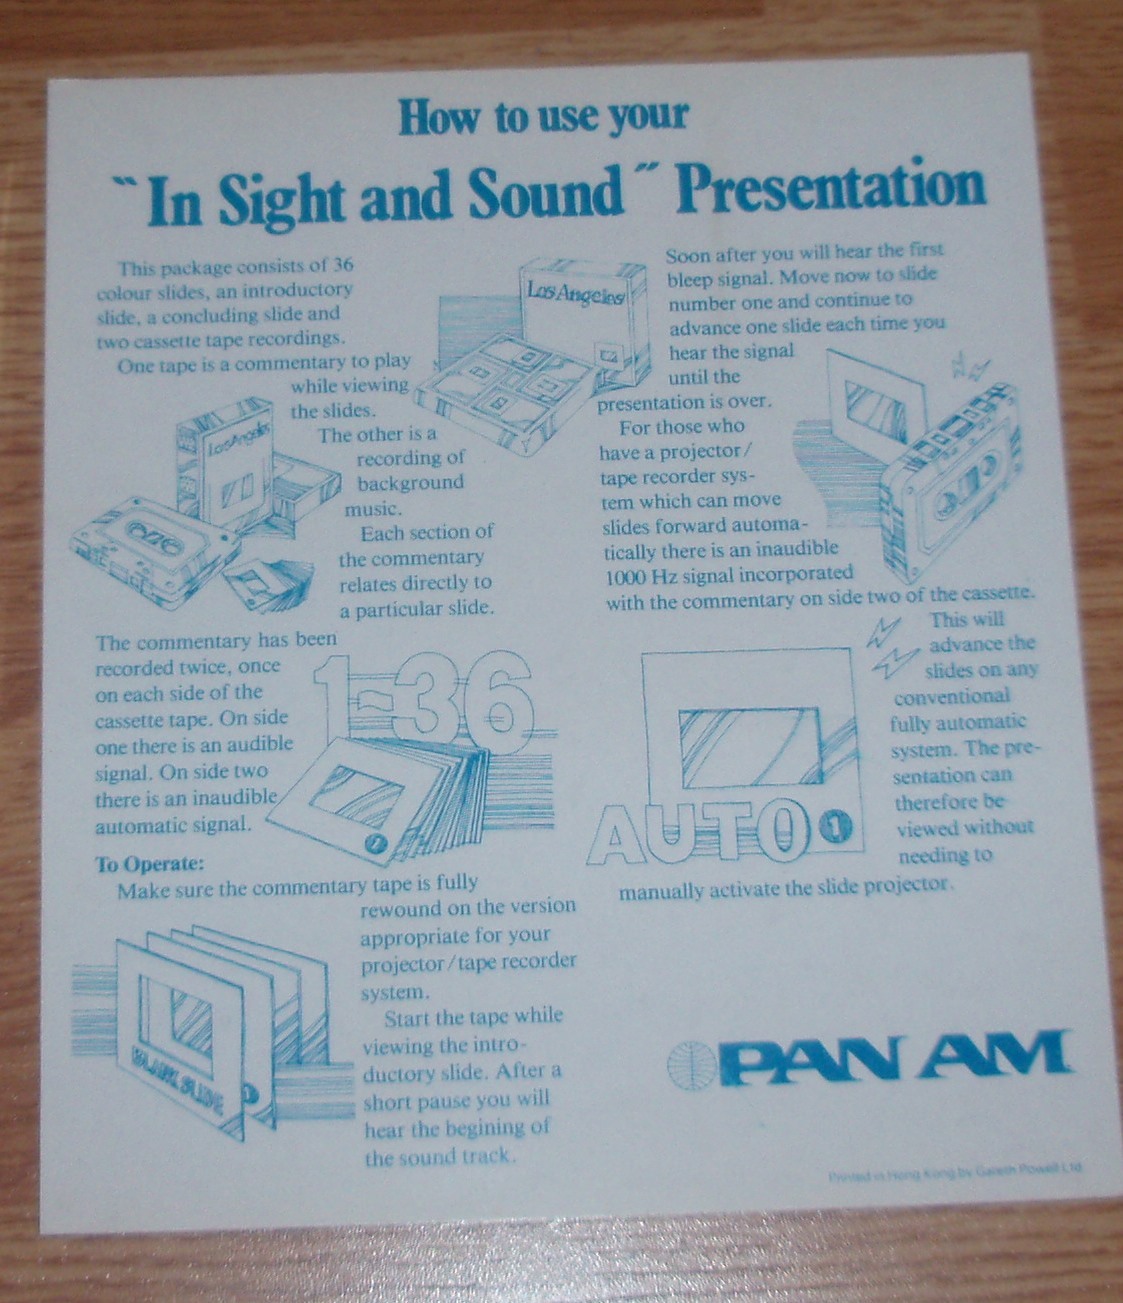 How to use your
"In Sight and Sound" Presentation
This package consists of 36
colour slides, an introductory
slide, a concluding slide and
two cassette tape recordings.
One tape is a commentary to play
while viewing
the slides.
The other is a
recording of
background
music.
Each section of
the commentary
relates directly to
a particular slide.
The commentary has been
recorded twice, once
on each side of the
cassette tape. On side
one there is an audible
signal. On side two
there is an inaudible
automatic signal.
To Operate:
Make sure the commentary tape is fully
rewound on the version
appropriate for your
projector/tape recorder
system.
Start the tape while
viewing the intro-
ductory slide. After a
short pause you will
hear the begining of
the sound track.
Los Angeles
Los Angeles
1-36
1
BLANK SLIDE
1
Soon after you will hear the first
bleep signal. Move now to slide
number one and continue to
advance one slide each time you
hear the signal
until the
presentation is over.
For those who
have a projector/
tape recorder sys-
tem which can move
slides forward automa-
tically there is an inaudible
1000 Hz signal incorporated
with the commentary on side two of the cassette.
This will
advance the
slides on any
conventional
fully automatic
system. The pre-
sentation can
therefore be
viewed without
needing to
manually activate the slide projector.
AUTO 1
PAN AM
Printed in Hong Kong by Gareth Powell Ltd